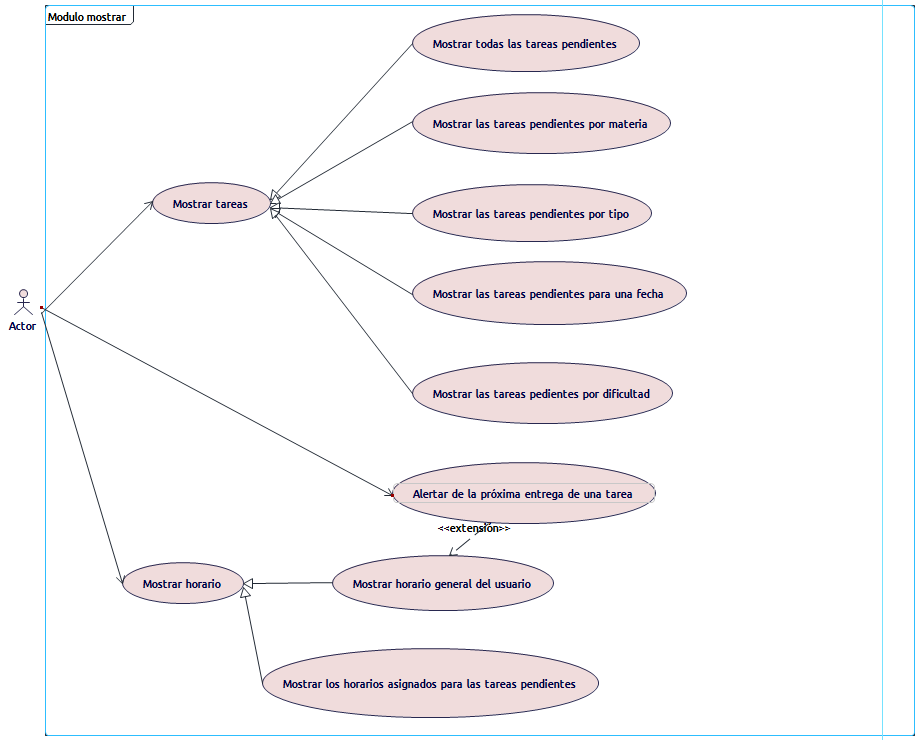 Modulo mostrar
Mostrar todas las tareas pendientes
Mostrar las tareas pendientes por materia
Mostrar tareas
Mostrar las tareas pendientes por tipo
Mostrar las tareas pendientes para una fecha
Actor
Mostrar las tareas pedientes por dificultad
Alertar de la próxima entrega de una tarea
<<extensión>>
Mostrar horario
Mostrar horario general del usuario
Mostrar los horarios asignados para las tareas pendientes